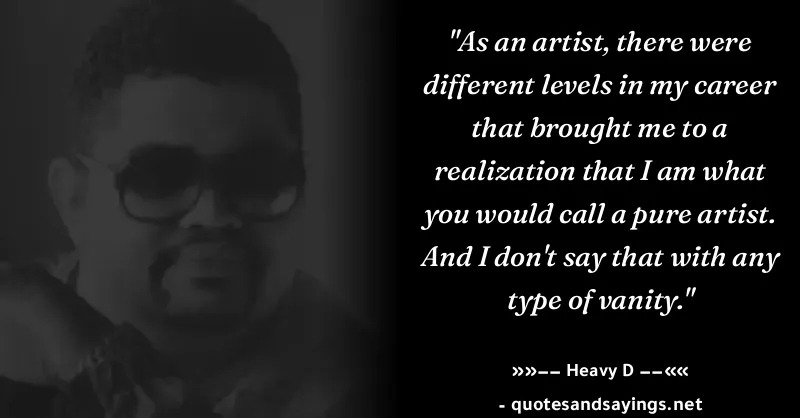 "As an artist, there were
different levels in my career
that brought me to a
realization that I am what
you would call a pure artist.
And I don't say that with any
type of vanity."
»»−− Heavy D −−««
- quotesandsayings.net